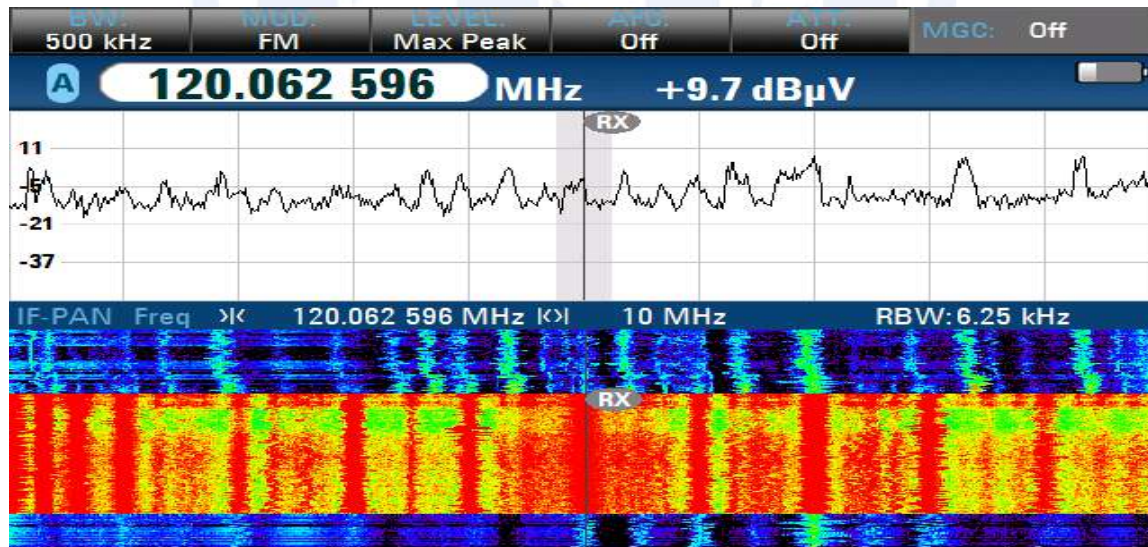 BW: MOD: LEVEL: AFC: ATT: MGC: Off
500 kHz FM Max Peak Off Off
A 120.062 596 MHz +9.7 dBµV
RX
11
-5
-21
-37
IF-PAN Freq 120.062 596 MHz 10 MHz RBW:6.25 kHz
RX